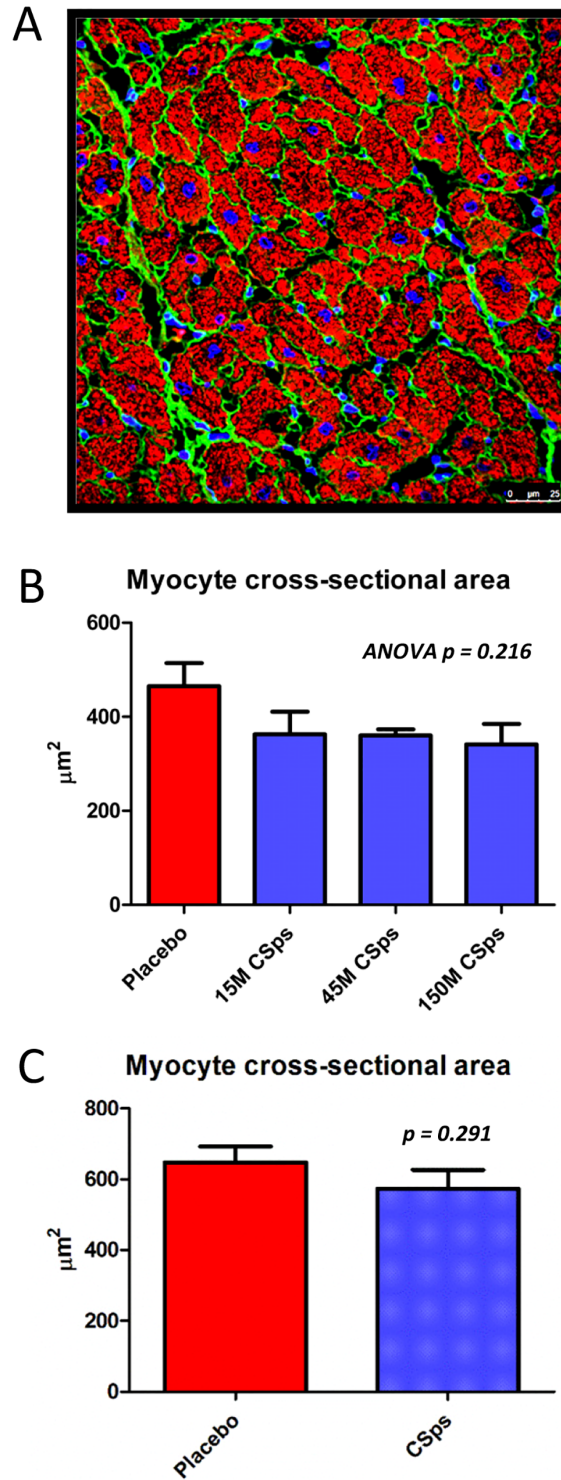 A
0 µm 25
B
Myocyte cross-sectional area
600
400
200
0
µm²
ANOVA p = 0.216
Placebo
15M CSps
45M CSps
150M CSps
C
Myocyte cross-sectional area
800
600
400
200
0
µm²
p = 0.291
Placebo
CSps